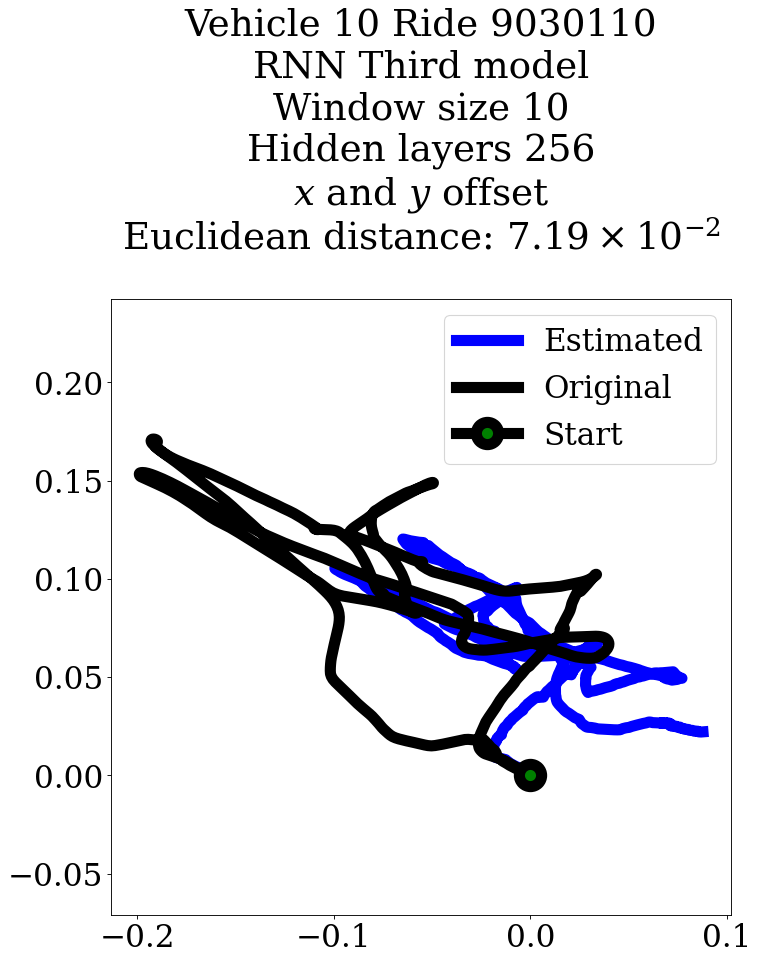 Vehicle 10 Ride 9030110
RNN Third model
Window size 10
Hidden layers 256
x and y offset
Euclidean distance: 7.19 × 10⁻²
Estimated
Original
Start
0.20
0.15
0.10
0.05
0.00
−0.05
−0.2 −0.1 0.0 0.1